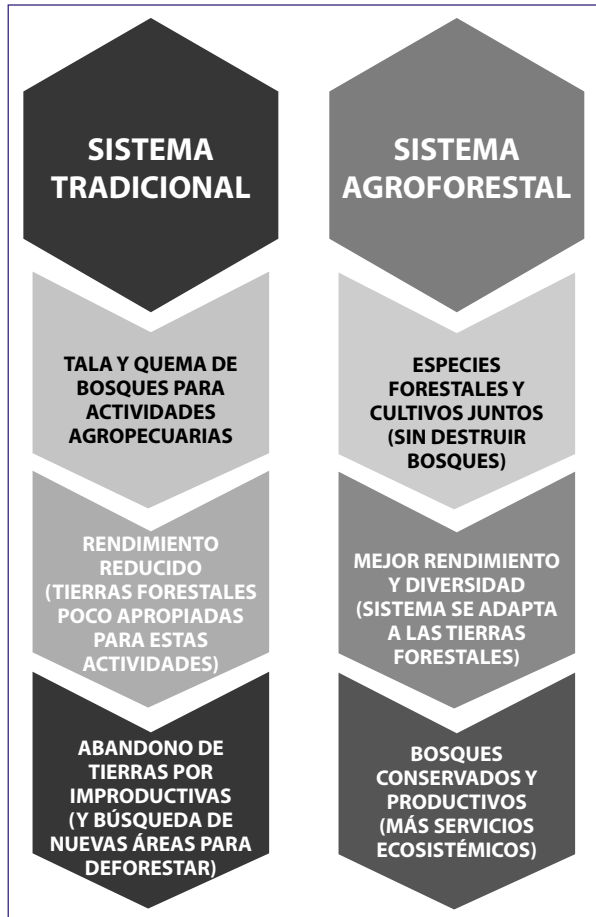 SISTEMA
TRADICIONAL
TALA Y QUEMA DE
BOSQUES PARA
ACTIVIDADES
AGROPECUARIAS
RENDIMIENTO
REDUCIDO
(TIERRAS FORESTALES
POCO APROPIADAS
PARA ESTAS
ACTIVIDADES)
ABANDONO DE
TIERRAS POR
IMPRODUCTIVAS
(Y BÚSQUEDA DE
NUEVAS ÁREAS PARA
DEFORESTAR)
SISTEMA
AGROFORESTAL
ESPECIES
FORESTALES Y
CULTIVOS JUNTOS
(SIN DESTRUIR
BOSQUES)
MEJOR RENDIMIENTO
Y DIVERSIDAD
(SISTEMA SE ADAPTA
A LAS TIERRAS
FORESTALES)
BOSQUES
CONSERVADOS Y
PRODUCTIVOS
(MÁS SERVICIOS
ECOSISTÉMICOS)